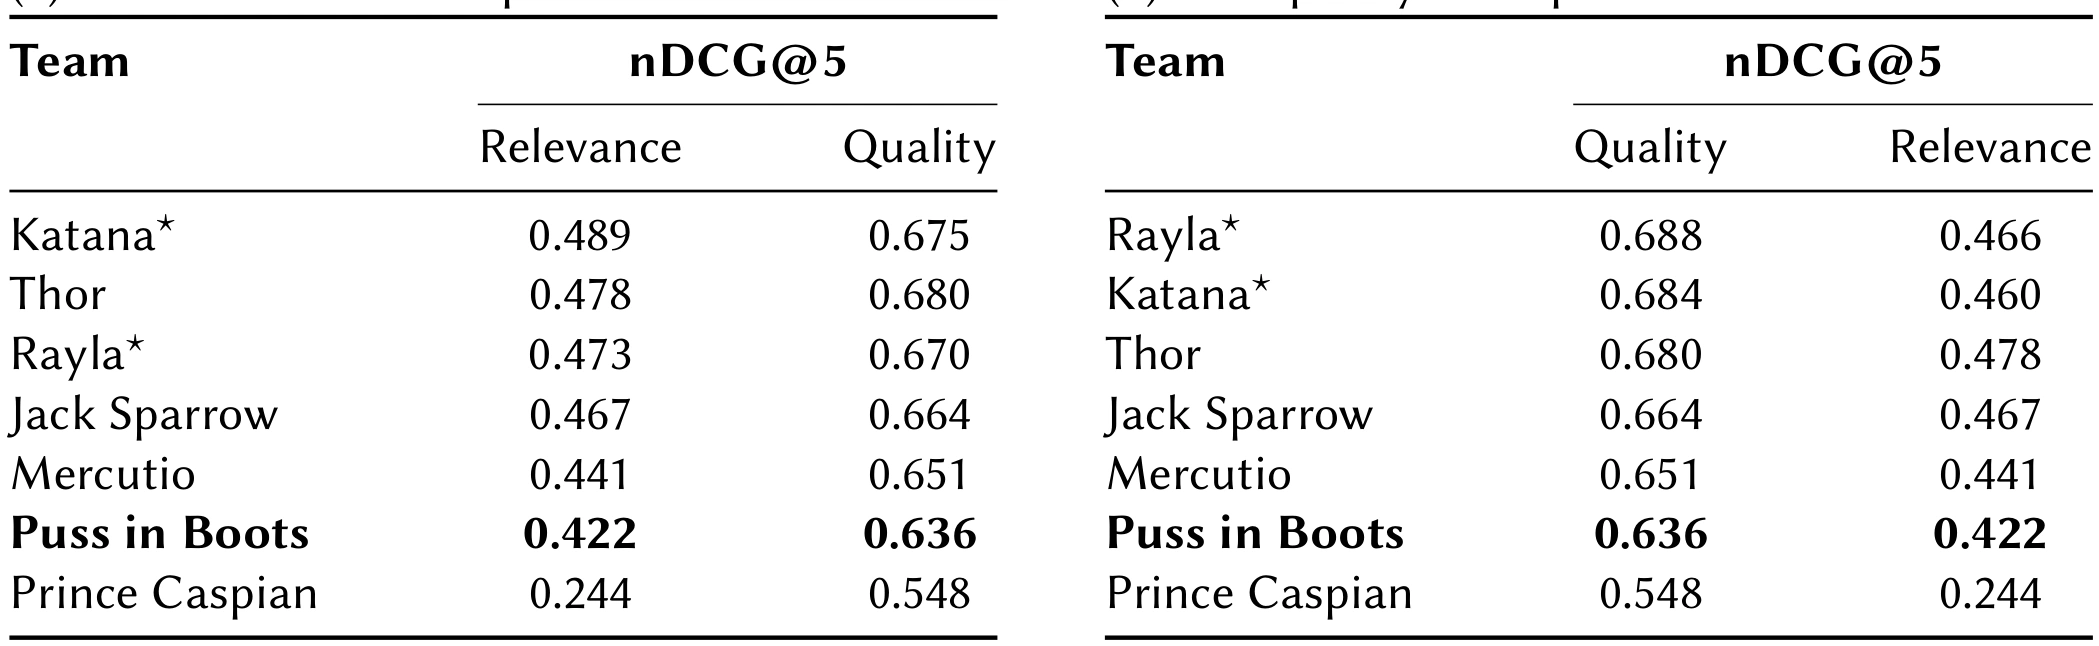 Team nDCG@5
Relevance Quality
Katana* 0.489 0.675
Thor 0.478 0.680
Rayla* 0.473 0.670
Jack Sparrow 0.467 0.664
Mercutio 0.441 0.651
Puss in Boots 0.422 0.636
Prince Caspian 0.244 0.548
Team nDCG@5
Quality Relevance
Rayla* 0.688 0.466
Katana* 0.684 0.460
Thor 0.680 0.478
Jack Sparrow 0.664 0.467
Mercutio 0.651 0.441
Puss in Boots 0.636 0.422
Prince Caspian 0.548 0.244